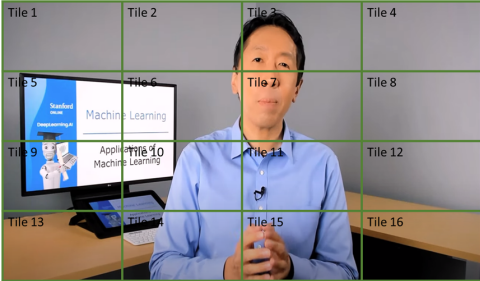 Tile 1
Tile 2
Tile 3
Tile 4
Tile 5
Tile 6
Tile 7
Tile 8
Stanford
ONLINE
DeepLearning.AI
Machine Learning
Tile 9
Tile 10
Tile 11
Tile 12
Applications of
Machine Learning
Tile 13
Tile 14
Tile 15
Tile 16